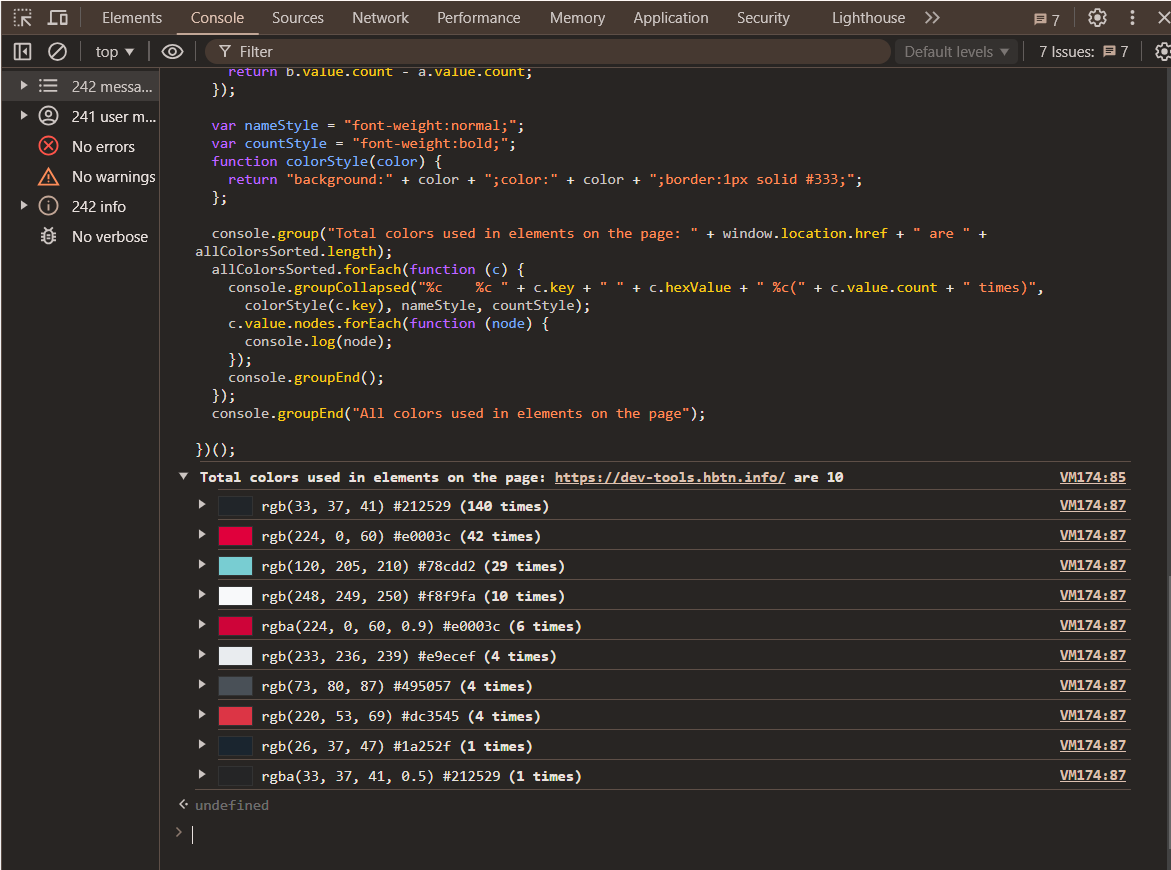 Elements Console Sources Network Performance Memory Application Security Lighthouse 7
top Filter Default levels 7 Issues: 7
242 messa...
241 user m...
No errors
No warnings
242 info
No verbose
return b.value.count - a.value.count;
});
var nameStyle = "font-weight:normal;";
var countStyle = "font-weight:bold;";
function colorStyle(color) {
return "background:" + color + ";color:" + color + ";border:1px solid #333;";
};
console.group("Total colors used in elements on the page: " + window.location.href + " are " +
allColorsSorted.length);
allColorsSorted.forEach(function (c) {
console.groupCollapsed("%c    %c " + c.key + " " + c.hexValue + " %c(" + c.value.count + " times)",
colorStyle(c.key), nameStyle, countStyle);
c.value.nodes.forEach(function (node) {
console.log(node);
});
console.groupEnd();
});
console.groupEnd("All colors used in elements on the page");
})();
Total colors used in elements on the page: https://dev-tools.hbtn.info/ are 10 VM174:85
rgb(33, 37, 41) #212529 (140 times) VM174:87
rgb(224, 0, 60) #e0003c (42 times) VM174:87
rgb(120, 205, 210) #78cdd2 (29 times) VM174:87
rgb(248, 249, 250) #f8f9fa (10 times) VM174:87
rgba(224, 0, 60, 0.9) #e0003c (6 times) VM174:87
rgb(233, 236, 239) #e9ecef (4 times) VM174:87
rgb(73, 80, 87) #495057 (4 times) VM174:87
rgb(220, 53, 69) #dc3545 (4 times) VM174:87
rgb(26, 37, 47) #1a252f (1 times) VM174:87
rgba(33, 37, 41, 0.5) #212529 (1 times) VM174:87
undefined